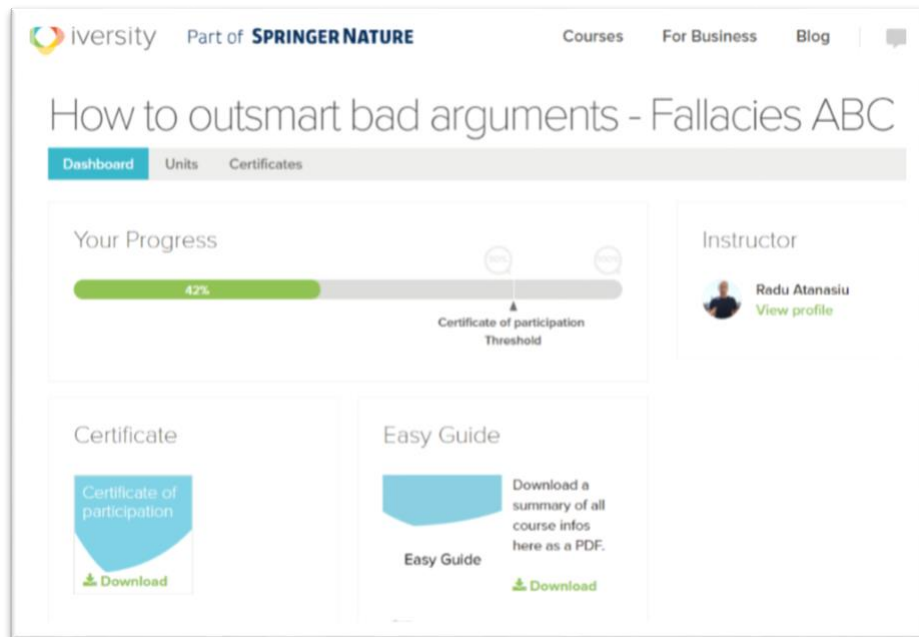 iversity Part of SPRINGER NATURE Courses For Business Blog
How to outsmart bad arguments - Fallacies ABC
Dashboard Units Certificates
Your Progress
42%
Certificate of participation
Threshold
Instructor
Radu Atanasiu
View profile
Certificate
Certificate of
participation
Download
Easy Guide
Easy Guide
Download a
summary of all
course infos
here as a PDF.
Download